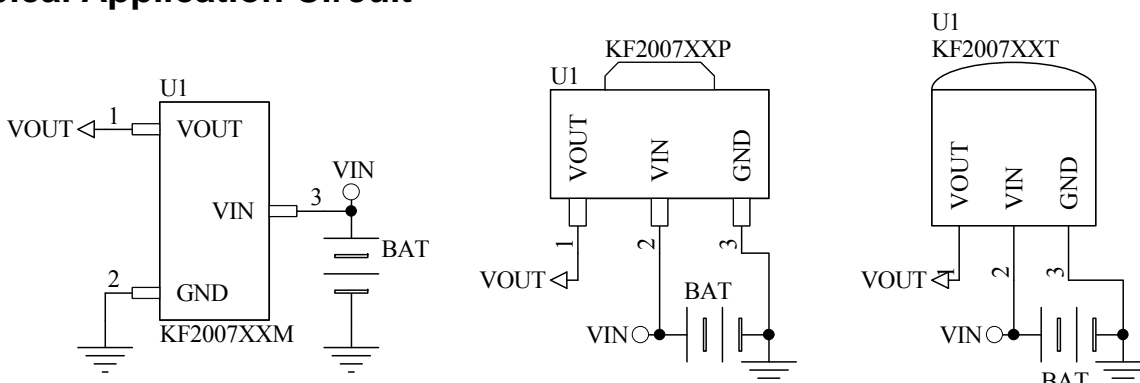 Application Circuit
U1
1
VOUT
VOUT
VIN
VIN
3
BAT
2
GND
KF2007XXM
KF2007XXP
U1
VOUT
VIN
GND
1
2
3
VOUT
BAT
VIN
U1
KF2007XXT
VOUT
VIN
GND
1
2
3
VOUT
VIN
BAT